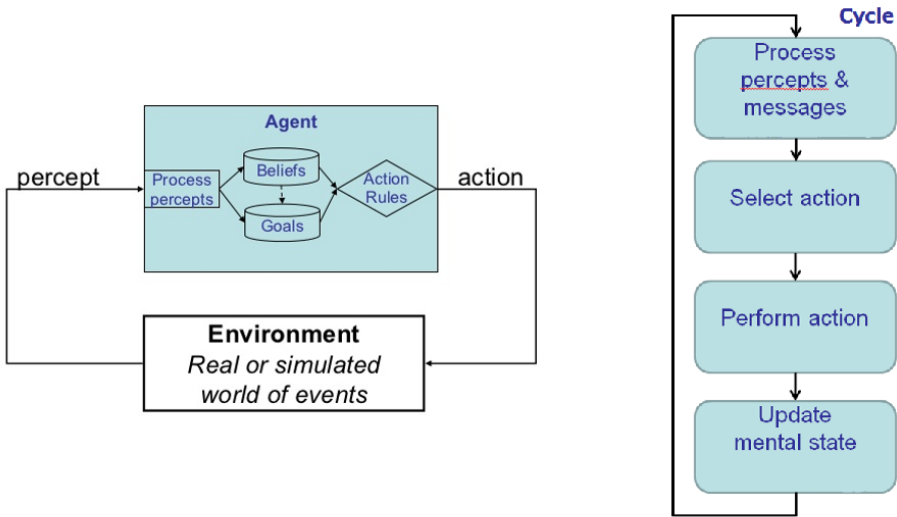 Agent
percept
Process
percepts
Beliefs
Goals
Action
Rules
action
Environment
Real or simulated
world of events
Cycle
Process
percepts &
messages
Select action
Perform action
Update
mental state